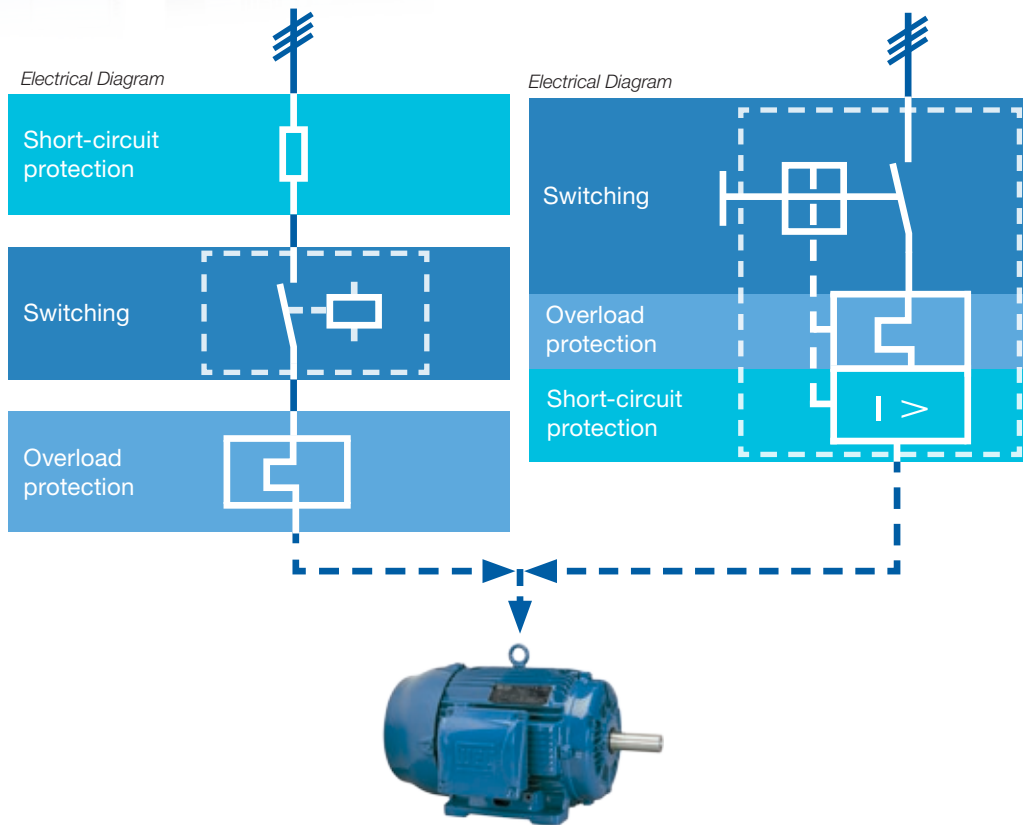 Electrical Diagram
Short-circuit
protection
Switching
Overload
protection
Electrical Diagram
Switching
Overload
protection
Short-circuit
protection
I >